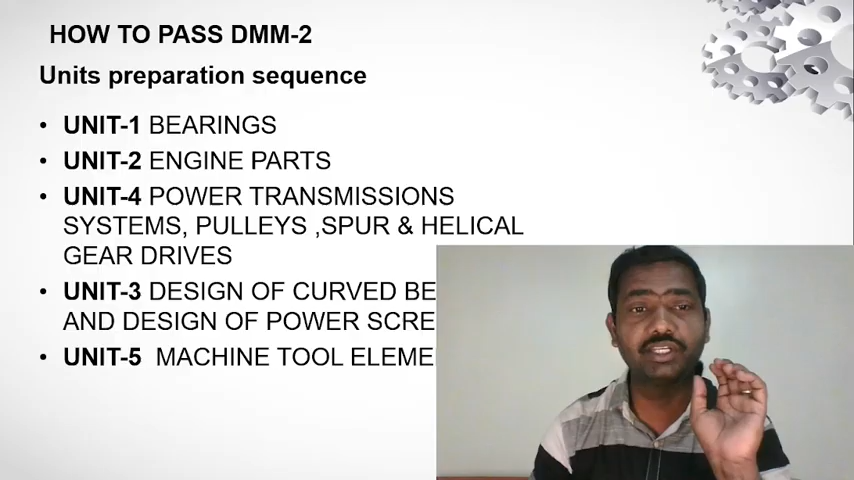 HOW TO PASS DMM-2
Units preparation sequence
• UNIT-1 BEARINGS
• UNIT-2 ENGINE PARTS
• UNIT-4 POWER TRANSMISSIONS
SYSTEMS, PULLEYS ,SPUR & HELICAL
GEAR DRIVES
• UNIT-3 DESIGN OF CURVED
AND DESIGN OF POWER
• UNIT-5 MACHINE TOOL